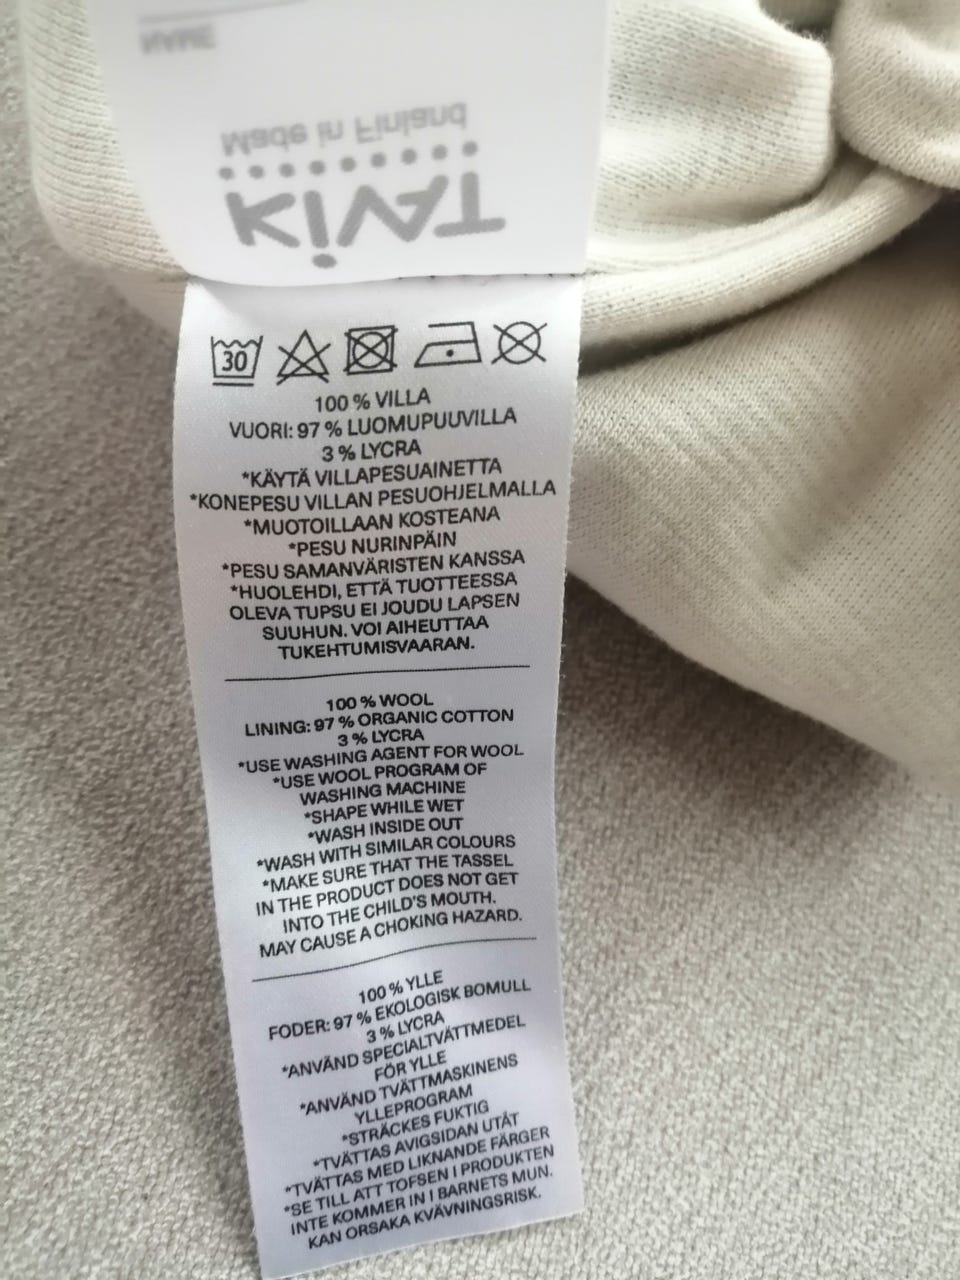 NAME
Made in Finland
KIVAT
30
100 % VILLA
VUORI: 97 % LUOMUPUUVILLA
3 % LYCRA
*KÄYTÄ VILLAPESUAINETTA
*KONEPESU VILLAN PESUOHJELMALLA
*MUOTOILLAAN KOSTEANA
*PESU NURINPÄIN
*PESU SAMANVÄRISTEN KANSSA
*HUOLEHDI, ETTÄ TUOTTEESSA
OLEVA TUPSU EI JOUDU LAPSEN
SUUHUN. VOI AIHEUTTAA
TUKEHTUMISVAARAN.
100 % WOOL
LINING: 97 % ORGANIC COTTON
3 % LYCRA
*USE WASHING AGENT FOR WOOL
*USE WOOL PROGRAM OF
WASHING MACHINE
*SHAPE WHILE WET
*WASH INSIDE OUT
*WASH WITH SIMILAR COLOURS
*MAKE SURE THAT THE TASSEL
IN THE PRODUCT DOES NOT GET
INTO THE CHILD'S MOUTH.
MAY CAUSE A CHOKING HAZARD.
100 % YLLE
FODER: 97 % EKOLOGISK BOMULL
3 % LYCRA
*ANVÄND SPECIALTVÄTTMEDEL
FÖR YLLE
*ANVÄND TVÄTTMASKINENS
YLLEPROGRAM
*STRÄCKES FUKTIG
*TVÄTTAS AVIGSIDAN UTÅT
*TVÄTTAS MED LIKNANDE FÄRGER
*SE TILL ATT TOFSEN I PRODUKTEN
INTE KOMMER IN I BARNETS MUN.
KAN ORSAKA KVÄVNINGSRISK.